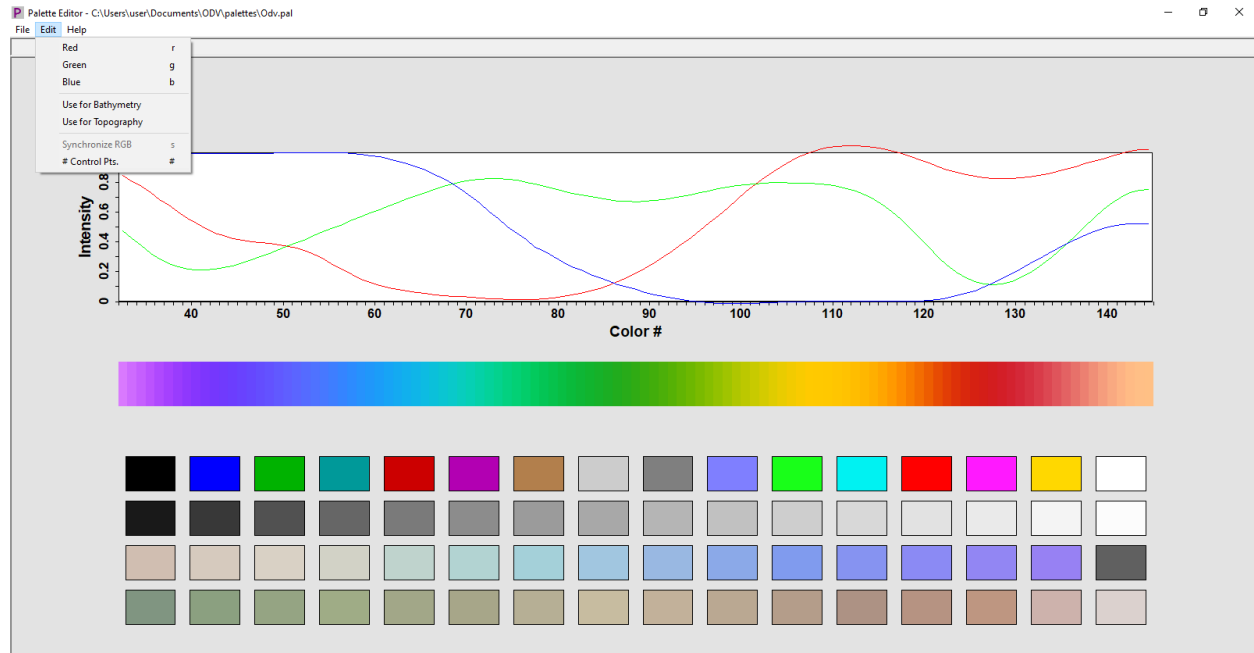 P Palette Editor - C:\Users\user\Documents\ODV\palettes\Odv.pal
File Edit Help
Red r
Green g
Blue b
Use for Bathymetry
Use for Topography
Synchronize RGB s
# Control Pts. #
Intensity
0.8
0.6
0.4
0.2
0
40 50 60 70 80 90 100 110 120 130 140
Color #